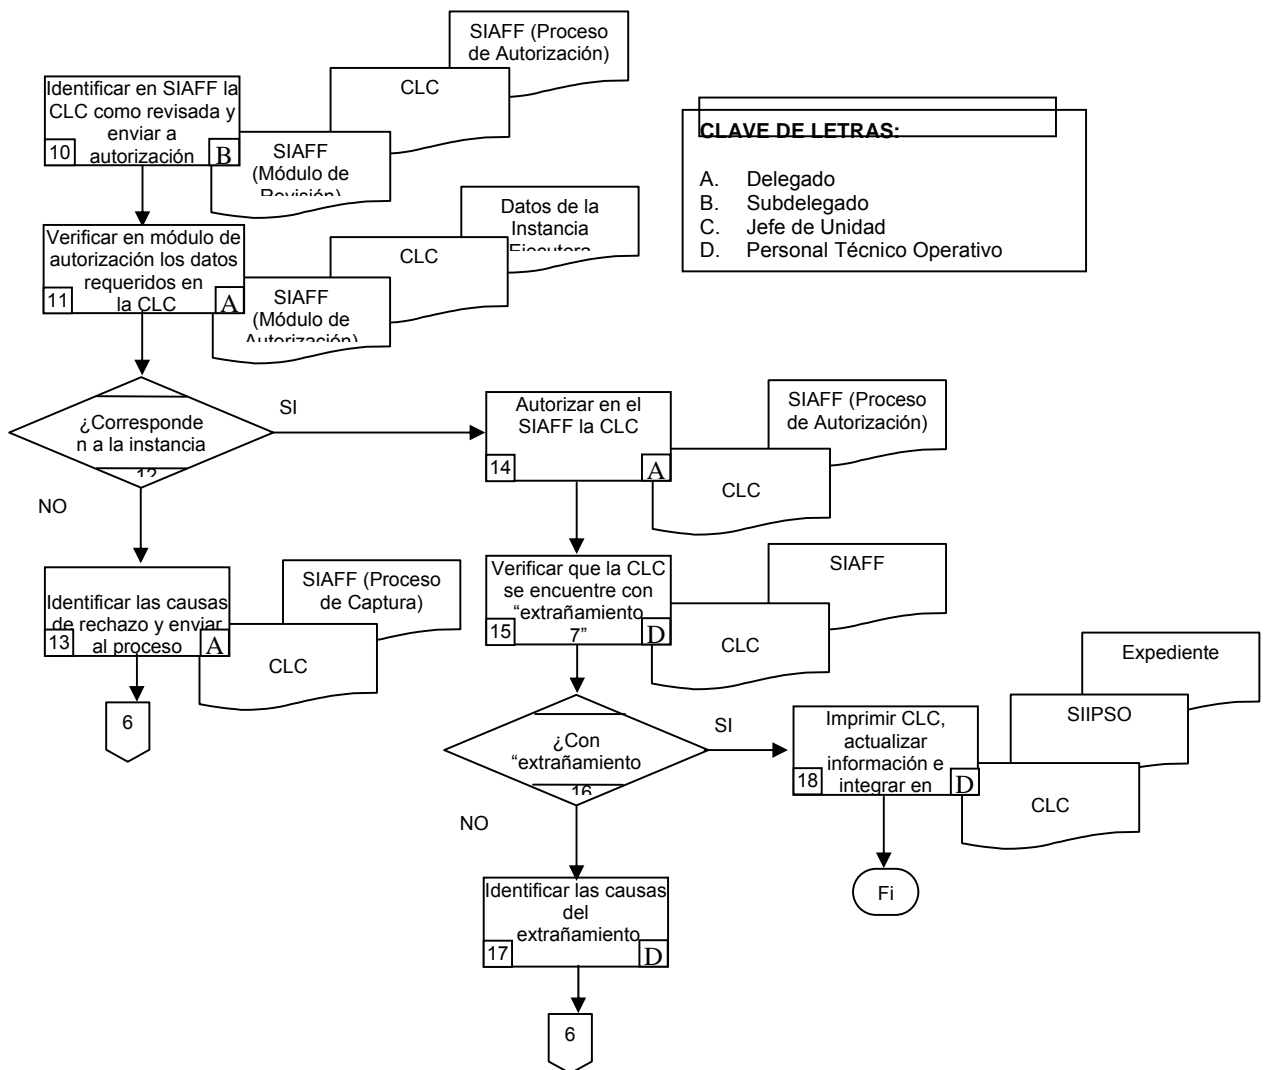 SIAFF (Proceso
de Autorización)
CLC
Identificar en SIAFF la
CLC como revisada y
enviar a
autorización
10
B
SIAFF
(Módulo de
Revisión)
CLAVE DE LETRAS:
A. Delegado
B. Subdelegado
C. Jefe de Unidad
D. Personal Técnico Operativo
Datos de la
Instancia
Ejecutora
CLC
Verificar en módulo de
autorización los datos
requeridos en
la CLC
11
A
SIAFF
(Módulo de
Autorización)
¿Corresponde
n a la instancia
12
SI
NO
Autorizar en el
SIAFF la CLC
14
A
SIAFF (Proceso
de Autorización)
CLC
Identificar las causas
de rechazo y enviar
al proceso
13
A
SIAFF (Proceso
de Captura)
CLC
6
Verificar que la CLC
se encuentre con
“extrañamiento
7”
15
D
SIAFF
CLC
¿Con
“extrañamiento
16
SI
NO
Imprimir CLC,
actualizar
información e
integrar en
18
D
Expediente
SIIPSO
CLC
Fi
Identificar las causas
del
extrañamiento
17
D
6